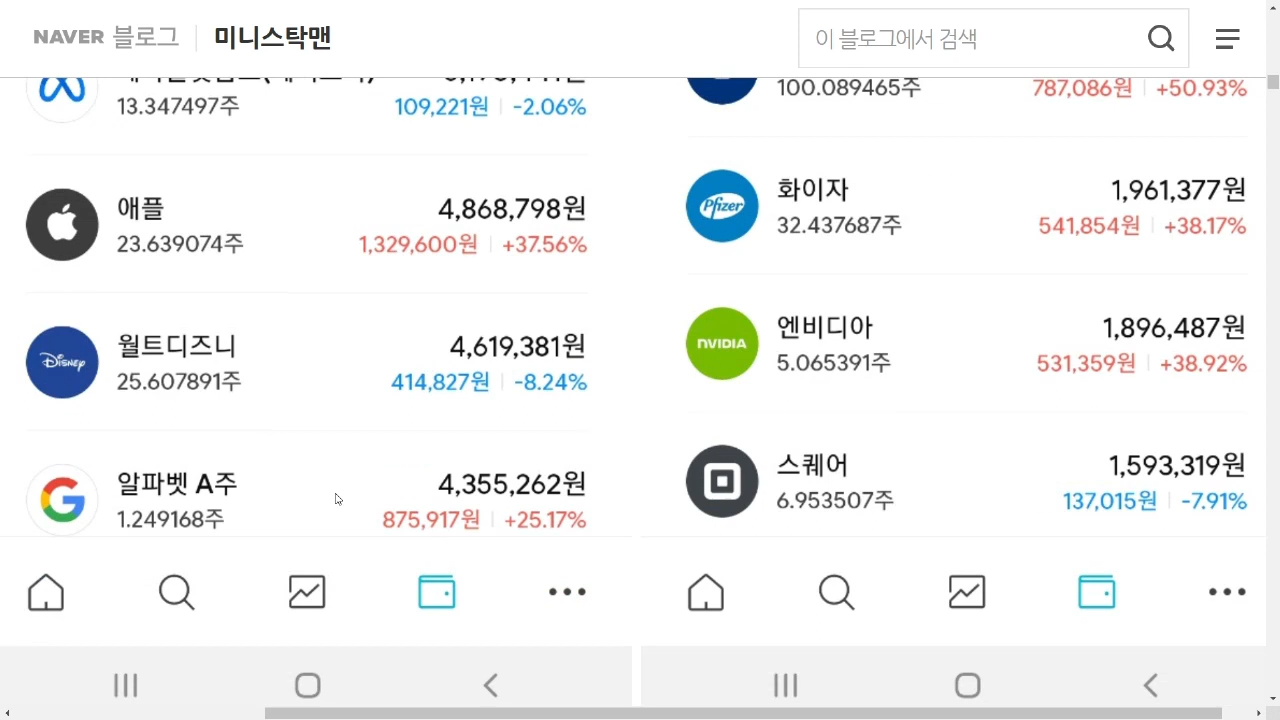 NAVER 블로그
미니스탁맨
이 블로그에서 검색
13.347497주
109,221원 -2.06%
애플
4,868,798원
23.639074주
1,329,600원 +37.56%
월트디즈니
4,619,381원
25.607891주
414,827원 -8.24%
알파벳 A주
4,355,262원
1.249168주
875,917원 +25.17%
100.089465주
787,086원 +50.93%
Pfizer
화이자
1,961,377원
32.437687주
541,854원 +38.17%
NVIDIA
엔비디아
1,896,487원
5.065391주
531,359원 +38.92%
스퀘어
1,593,319원
6.953507주
137,015원 -7.91%
Disney